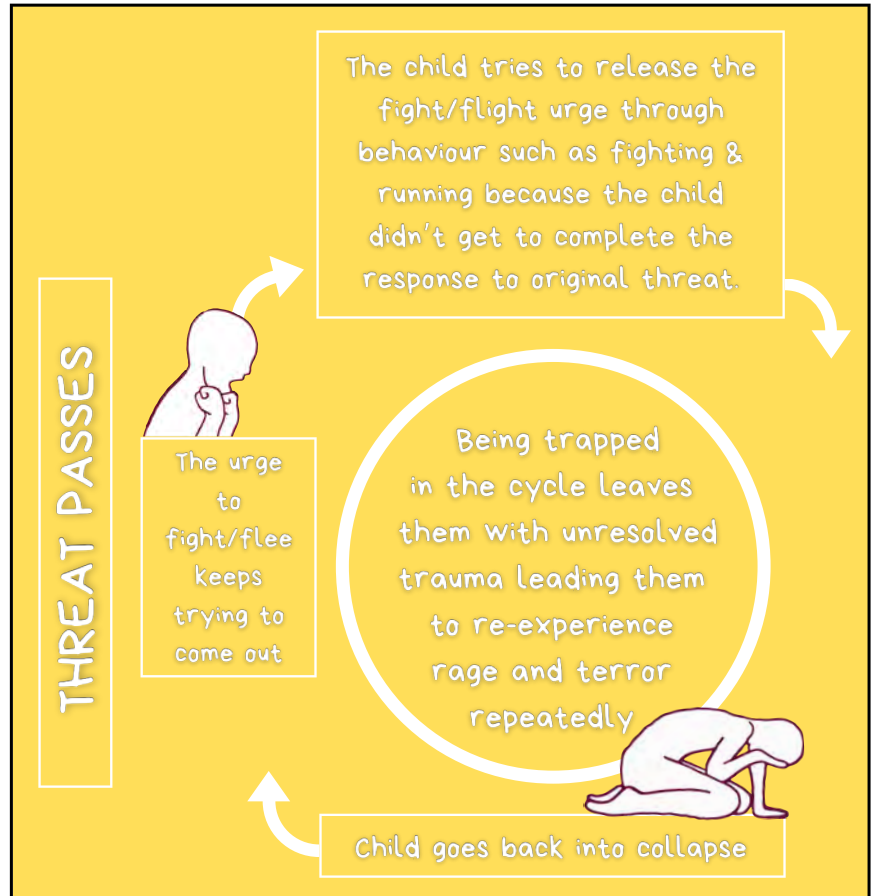 THREAT PASSES
The urge
to
fight/flee
keeps
trying to
come out
The child tries to release the
fight/flight urge through
behaviour such as fighting &
running because the child
didn't get to complete the
response to original threat.
Being trapped
in the cycle leaves
them with unresolved
trauma leading them
to re-experience
rage and terror
repeatedly
Child goes back into collapse